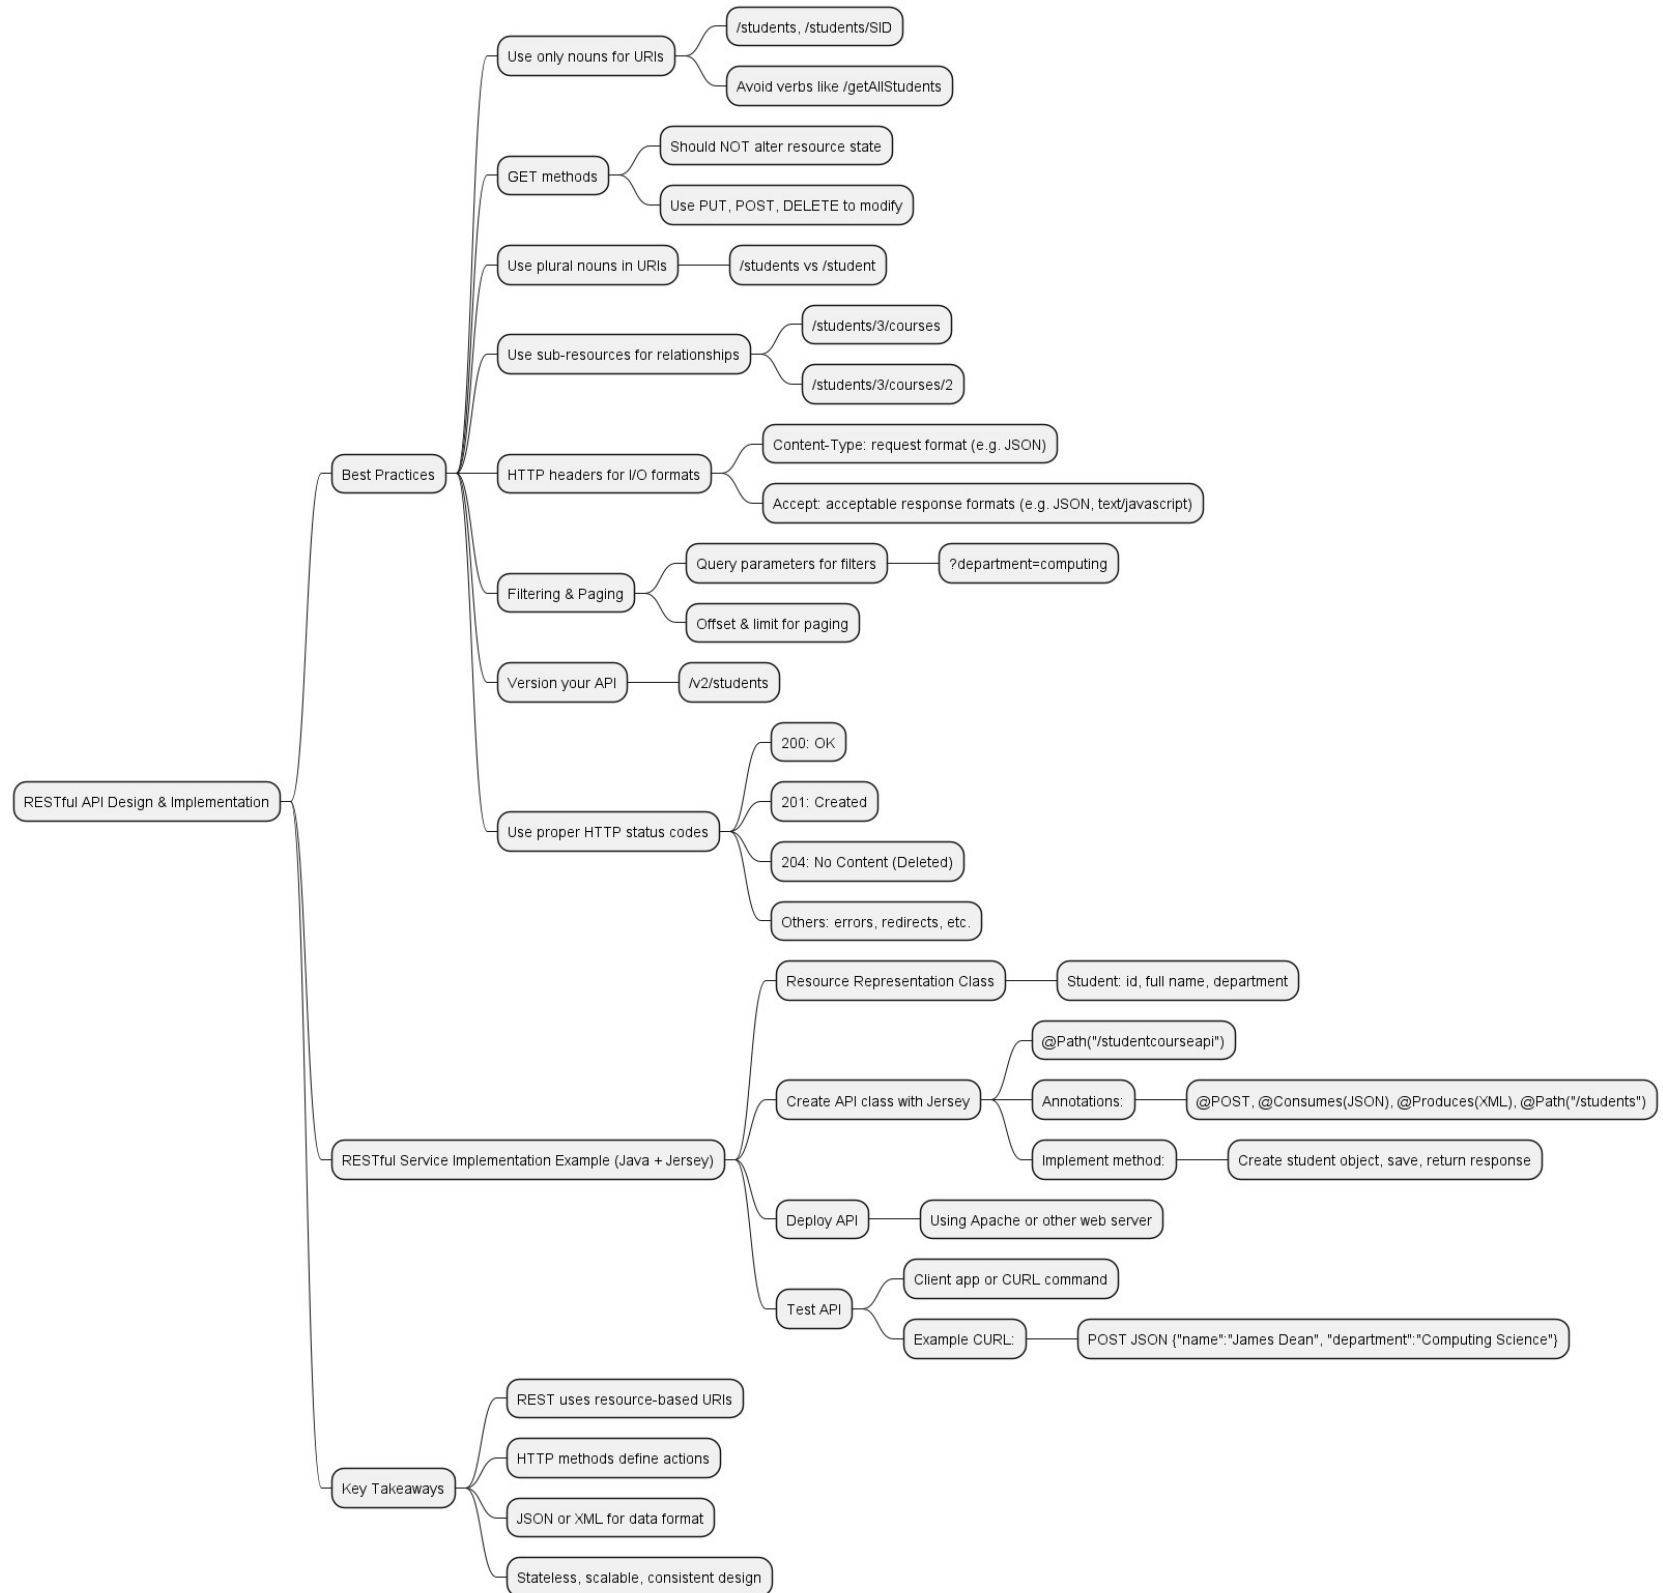 RESTful API Design & Implementation
Best Practices
Use only nouns for URIs
/students, /students/SID
Avoid verbs like /getAllStudents
GET methods
Should NOT alter resource state
Use PUT, POST, DELETE to modify
Use plural nouns in URIs
/students vs /student
Use sub-resources for relationships
/students/3/courses
/students/3/courses/2
HTTP headers for I/O formats
Content-Type: request format (e.g. JSON)
Accept: acceptable response formats (e.g. JSON, text/javascript)
Filtering & Paging
Query parameters for filters
?department=computing
Offset & limit for paging
Version your API
/v2/students
Use proper HTTP status codes
200: OK
201: Created
204: No Content (Deleted)
Others: errors, redirects, etc.
RESTful Service Implementation Example (Java + Jersey)
Resource Representation Class
Student: id, full name, department
Create API class with Jersey
@Path("/studentcourseapi")
Annotations:
@POST, @Consumes(JSON), @Produces(XML), @Path("/students")
Implement method:
Create student object, save, return response
Deploy API
Using Apache or other web server
Test API
Client app or CURL command
Example CURL:
POST JSON {"name":"James Dean", "department":"Computing Science"}
Key Takeaways
REST uses resource-based URIs
HTTP methods define actions
JSON or XML for data format
Stateless, scalable, consistent design